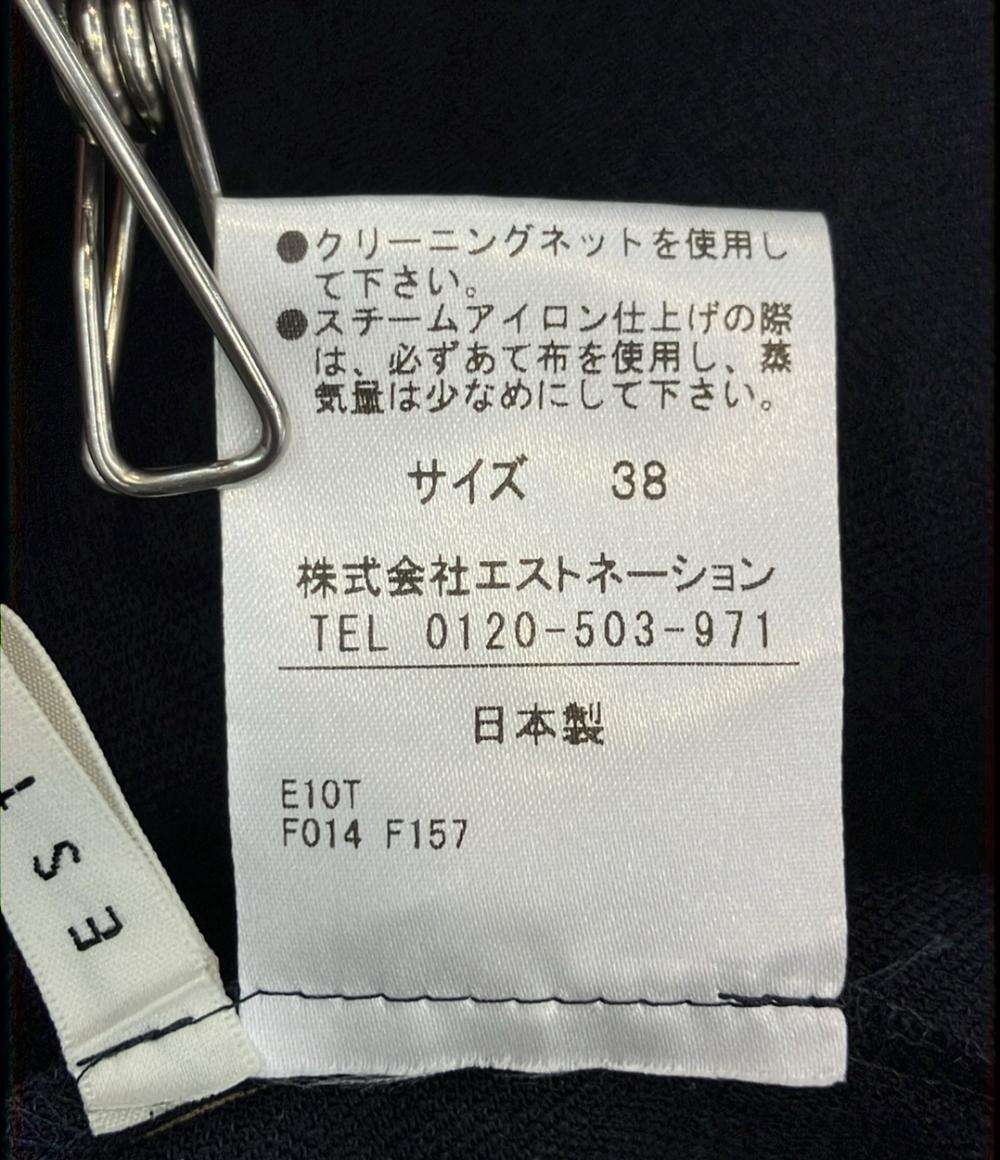 ●クリーニングネットを使用し
て下さい。
●スチームアイロン仕上げの際
は、必ずあて布を使用し、蒸
気量は少なめにして下さい。
サイズ 38
株式会社エストネーション
TEL 0120-503-971
日本製
E10T
F014 F157
E S T